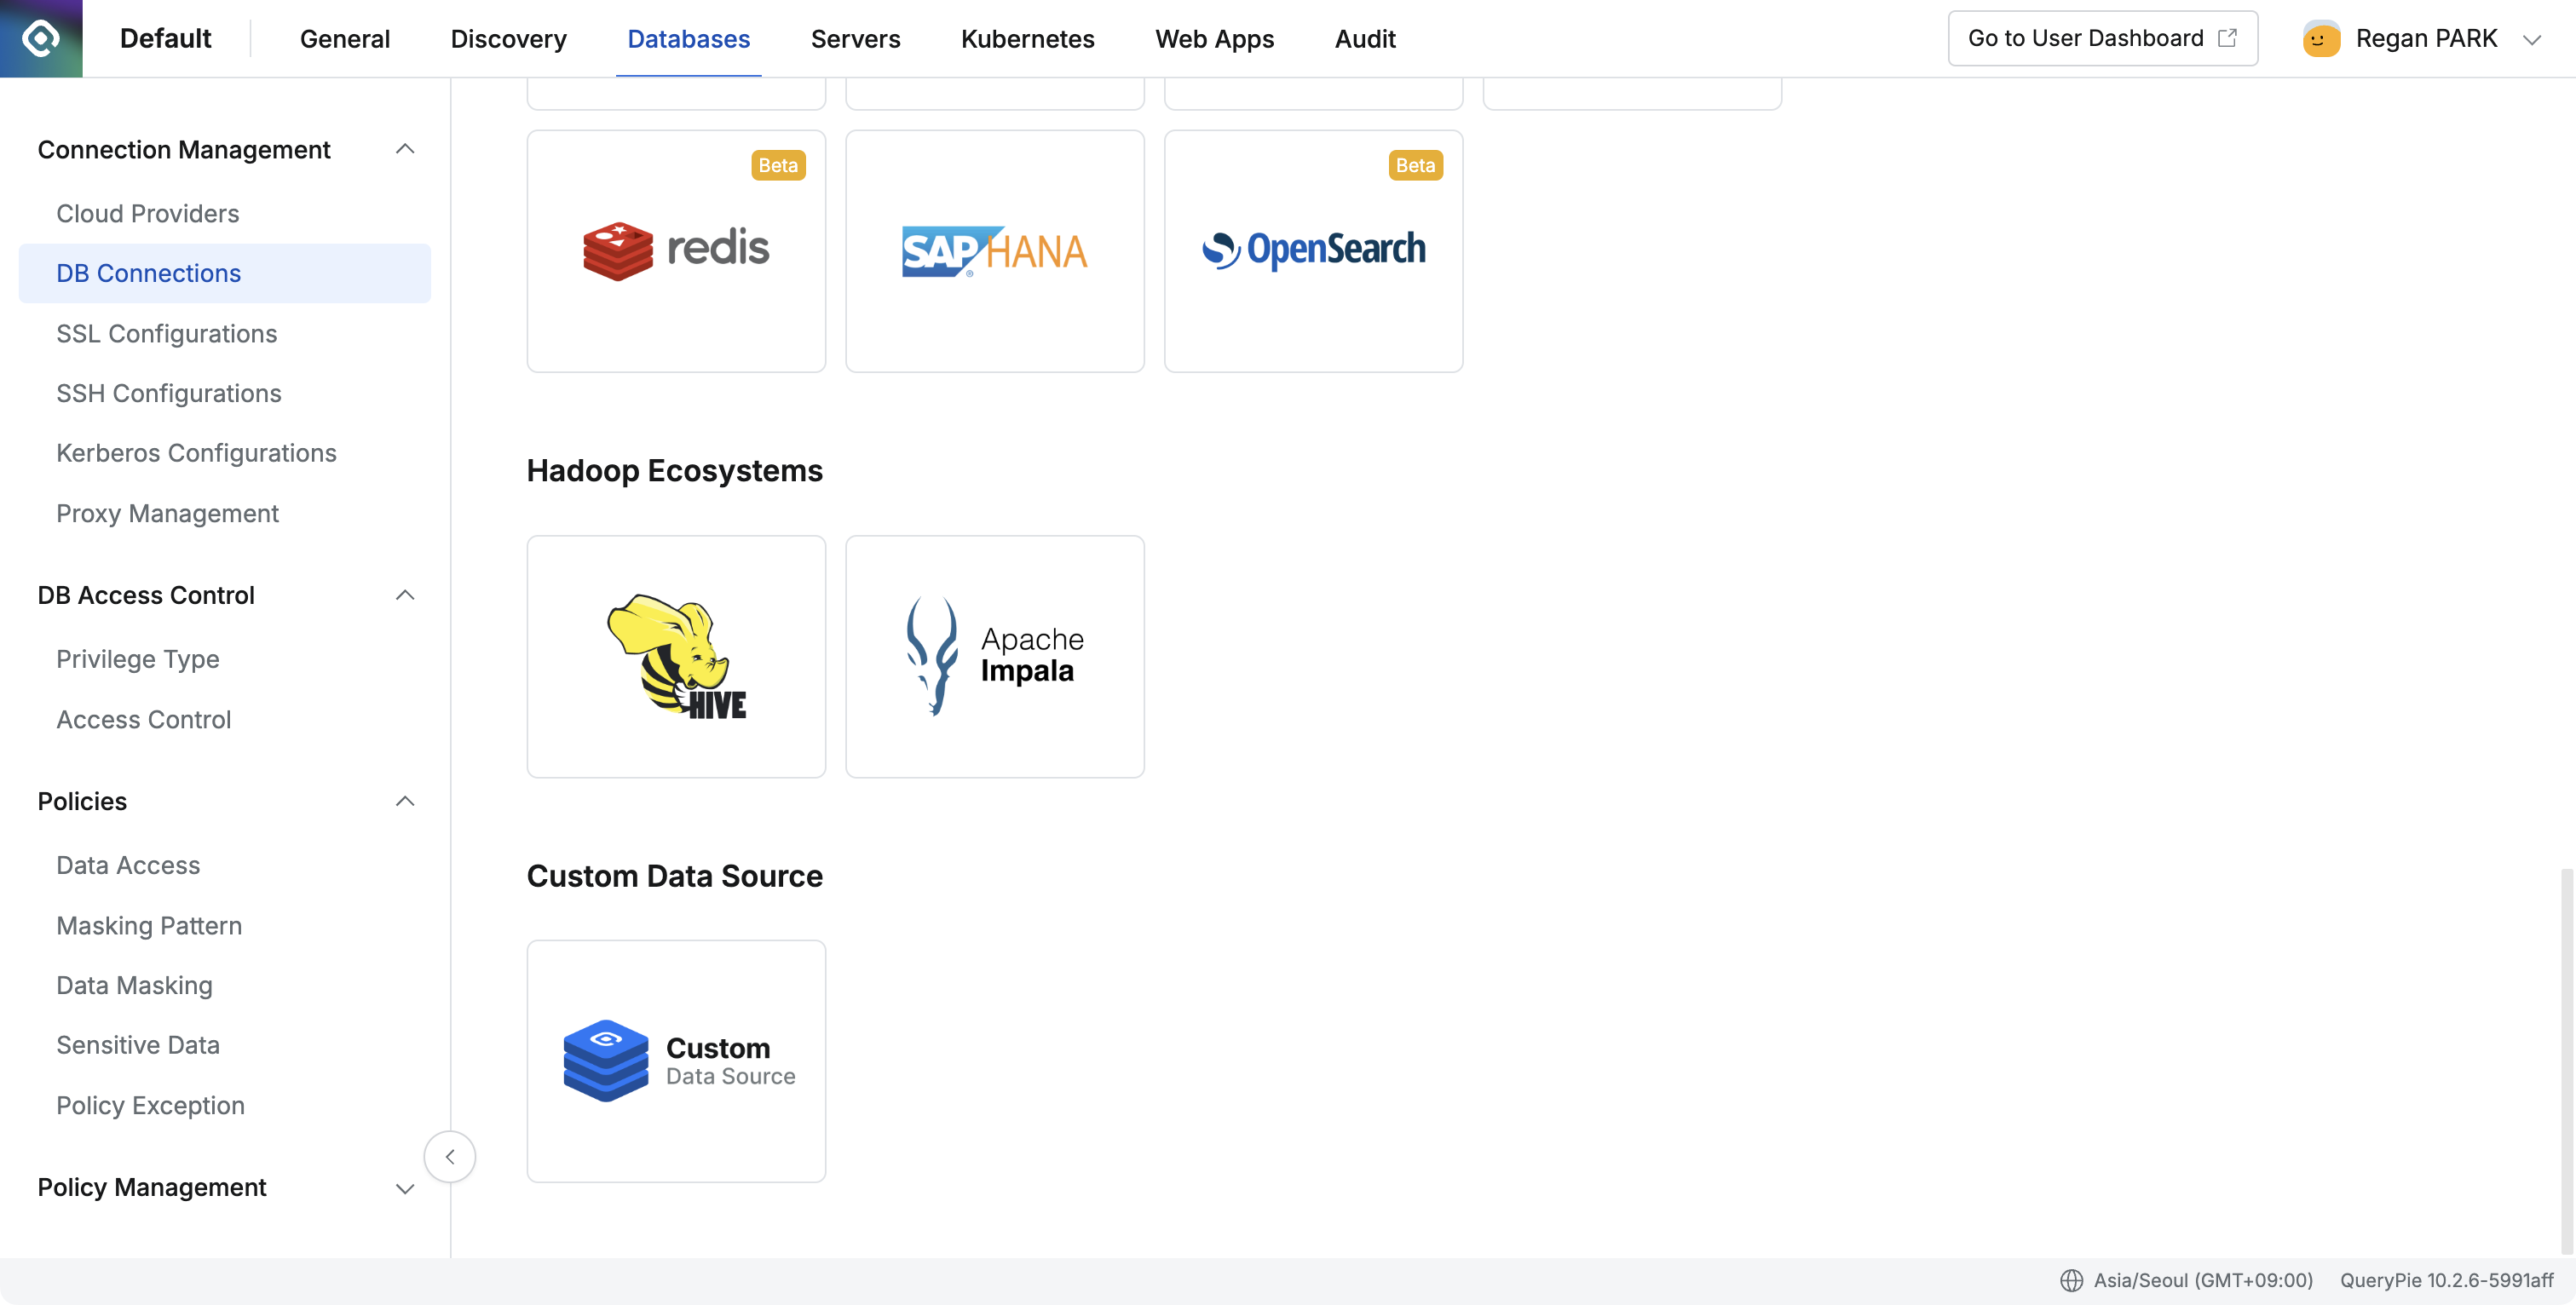 Default
General
Discovery
Databases
Servers
Kubernetes
Web Apps
Audit
Go to User Dashboard
Regan PARK
Connection Management
Cloud Providers
DB Connections
SSL Configurations
SSH Configurations
Kerberos Configurations
Proxy Management
DB Access Control
Privilege Type
Access Control
Policies
Data Access
Masking Pattern
Data Masking
Sensitive Data
Policy Exception
Policy Management
Beta
redis
SAP HANA
®
Beta
OpenSearch
Hadoop Ecosystems
HIVE
Apache
Impala
Custom Data Source
Custom
Data Source
Asia/Seoul (GMT+09:00)
QueryPie 10.2.6-5991aff